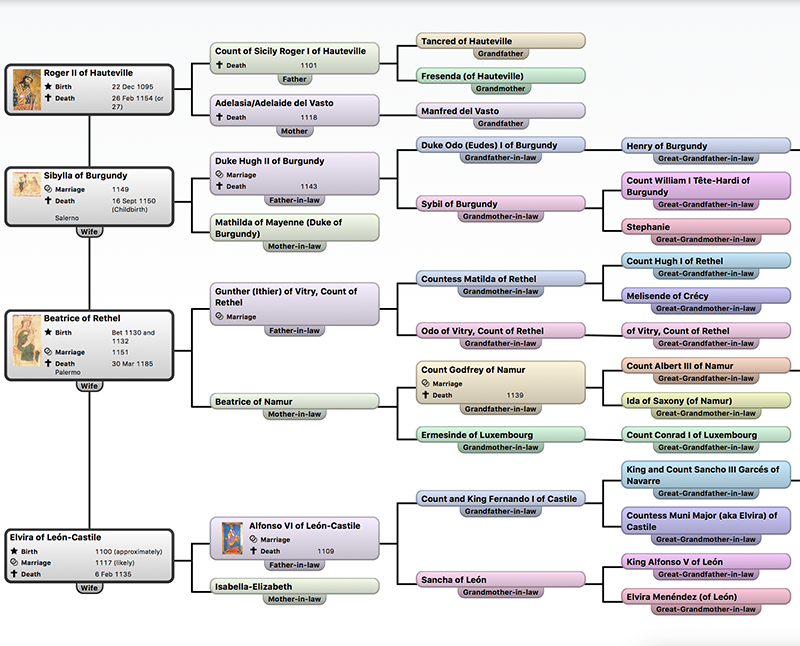 Roger II of Hauteville
Birth 22 Dec 1095
Death 26 Feb 1154 (or
27)
Count of Sicily Roger I of Hauteville
Death 1101
Father
Tancred of Hauteville
Grandfather
Fresenda (of Hauteville)
Grandmother
Adelasia/Adelaide del Vasto
Death 1118
Mother
Manfred del Vasto
Grandfather
Sibylla of Burgundy
Marriage 1149
Death 16 Sept 1150
(Childbirth)
Salerno
Wife
Duke Hugh II of Burgundy
Marriage
Death 1143
Father-in-law
Duke Odo (Eudes) I of Burgundy
Grandfather-in-law
Henry of Burgundy
Great-Grandfather-in-law
Sybil of Burgundy
Grandmother-in-law
Count William I Tête-Hardi of
Burgundy
Great-Grandfather-in-law
Stephanie
Great-Grandmother-in-law
Mathilda of Mayenne (Duke of
Burgundy)
Mother-in-law
Beatrice of Rethel
Birth Bet 1130 and
1132
Marriage 1151
Death 30 Mar 1185
Palermo
Wife
Gunther (Ithier) of Vitry, Count of
Rethel
Marriage
Father-in-law
Countess Matilda of Rethel
Grandmother-in-law
Count Hugh I of Rethel
Great-Grandfather-in-law
Melisende of Crécy
Great-Grandmother-in-law
Odo of Vitry, Count of Rethel
Grandfather-in-law
of Vitry, Count of Rethel
Great-Grandfather-in-law
Beatrice of Namur
Mother-in-law
Count Godfrey of Namur
Marriage
Death 1139
Grandfather-in-law
Count Albert III of Namur
Great-Grandfather-in-law
Ida of Saxony (of Namur)
Great-Grandmother-in-law
Ermesinde of Luxembourg
Grandmother-in-law
Count Conrad I of Luxembourg
Great-Grandfather-in-law
Elvira of León-Castile
Birth 1100 (approximately)
Marriage 1117 (likely)
Death 6 Feb 1135
Wife
Alfonso VI of León-Castile
Marriage
Death 1109
Father-in-law
Count and King Fernando I of Castile
Grandfather-in-law
King and Count Sancho III Garcés of
Navarre
Great-Grandfather-in-law
Countess Muni Major (aka Elvira) of
Castile
Great-Grandmother-in-law
Sancha of León
Grandmother-in-law
King Alfonso V of León
Great-Grandfather-in-law
Elvira Menéndez (of León)
Great-Grandmother-in-law
Isabella-Elizabeth
Mother-in-law